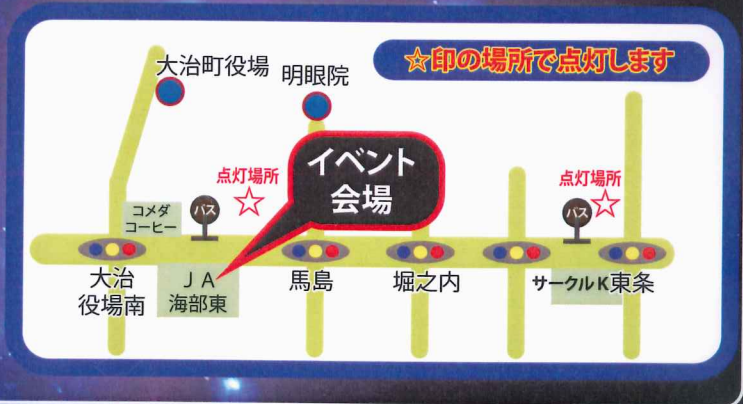 ☆印の場所で点灯します
大治町役場
明眼院
イベント
会場
点灯場所
点灯場所
コメダ
コーヒー
バス
バス
大治
役場南
ＪＡ
海部東
馬島
堀之内
サークルK
東条